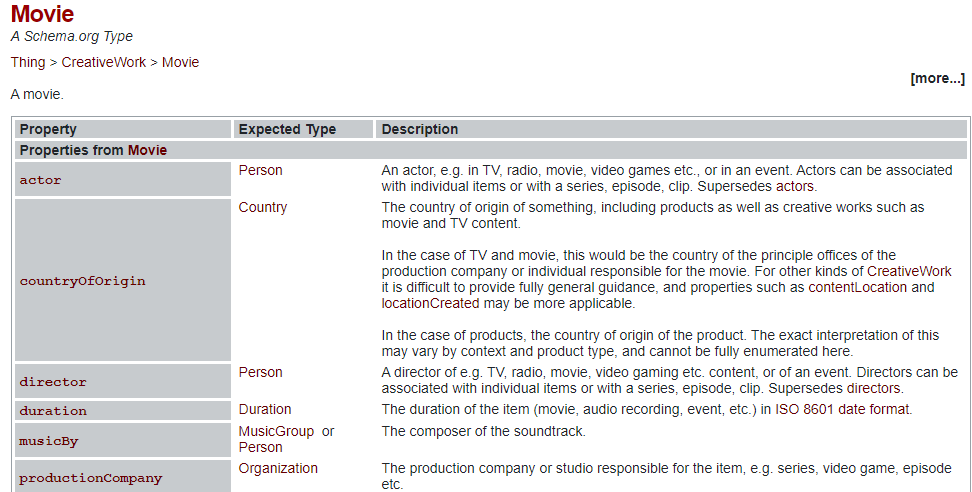 Movie
A Schema.org Type
Thing > CreativeWork > Movie
[more...]
A movie.
Property Expected Type Description
Properties from Movie
actor Person An actor, e.g. in TV, radio, movie, video games etc., or in an event. Actors can be associated
with individual items or with a series, episode, clip. Supersedes actors.
countryOfOrigin Country The country of origin of something, including products as well as creative works such as
movie and TV content.
In the case of TV and movie, this would be the country of the principle offices of the
production company or individual responsible for the movie. For other kinds of CreativeWork
it is difficult to provide fully general guidance, and properties such as contentLocation and
locationCreated may be more applicable.
In the case of products, the country of origin of the product. The exact interpretation of this
may vary by context and product type, and cannot be fully enumerated here.
director Person A director of e.g. TV, radio, movie, video gaming etc. content, or of an event. Directors can be
associated with individual items or with a series, episode, clip. Supersedes directors.
duration Duration The duration of the item (movie, audio recording, event, etc.) in ISO 8601 date format.
musicBy MusicGroup or The composer of the soundtrack.
Person
productionCompany Organization The production company or studio responsible for the item, e.g. series, video game, episode
etc.